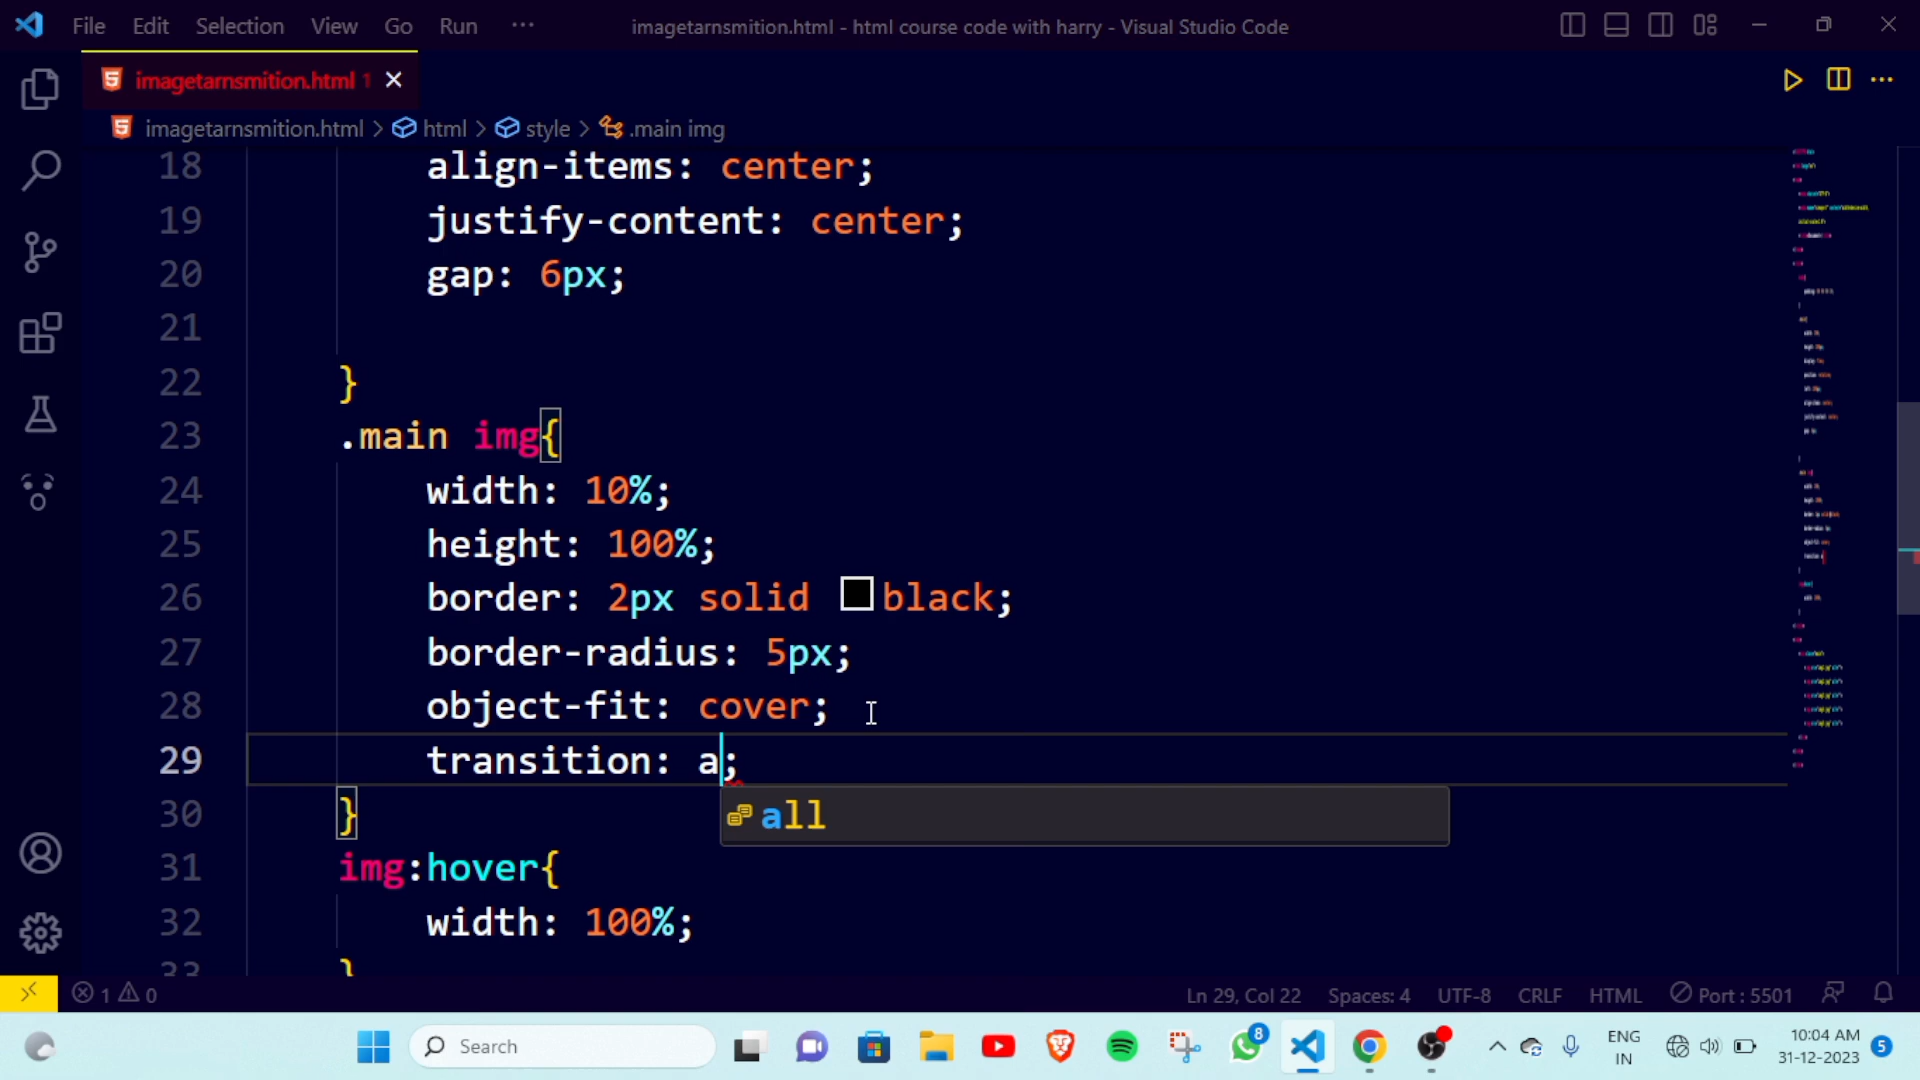 File Edit Selection View Go Run ··· imagetarnsmition.html - html course code with harry - Visual Studio Code
imagetarnsmition.html 1
imagetarnsmition.html > html > style > .main img
18 align-items: center;
19 justify-content: center;
20 gap: 6px;
21
22 }
23 .main img{
24 width: 10%;
25 height: 100%;
26 border: 2px solid black;
27 border-radius: 5px;
28 object-fit: cover;
29 transition: a;
all
30 }
31 img:hover{
32 width: 100%;
33 }
1 0 Ln 29, Col 22 Spaces: 4 UTF-8 CRLF HTML Port : 5501
Search 8 ENG IN 10:04 AM 31-12-2023 5